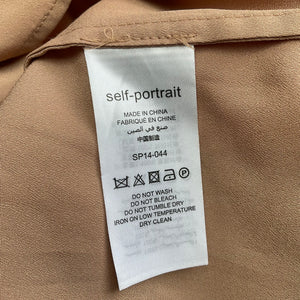 self-portrait
MADE IN CHINA
FABRIQUÉ EN CHINE
صنع في الصين
中国制造
SP14-044
DO NOT WASH
DO NOT BLEACH
DO NOT TUMBLE DRY
IRON ON LOW TEMPERATURE
DRY CLEAN